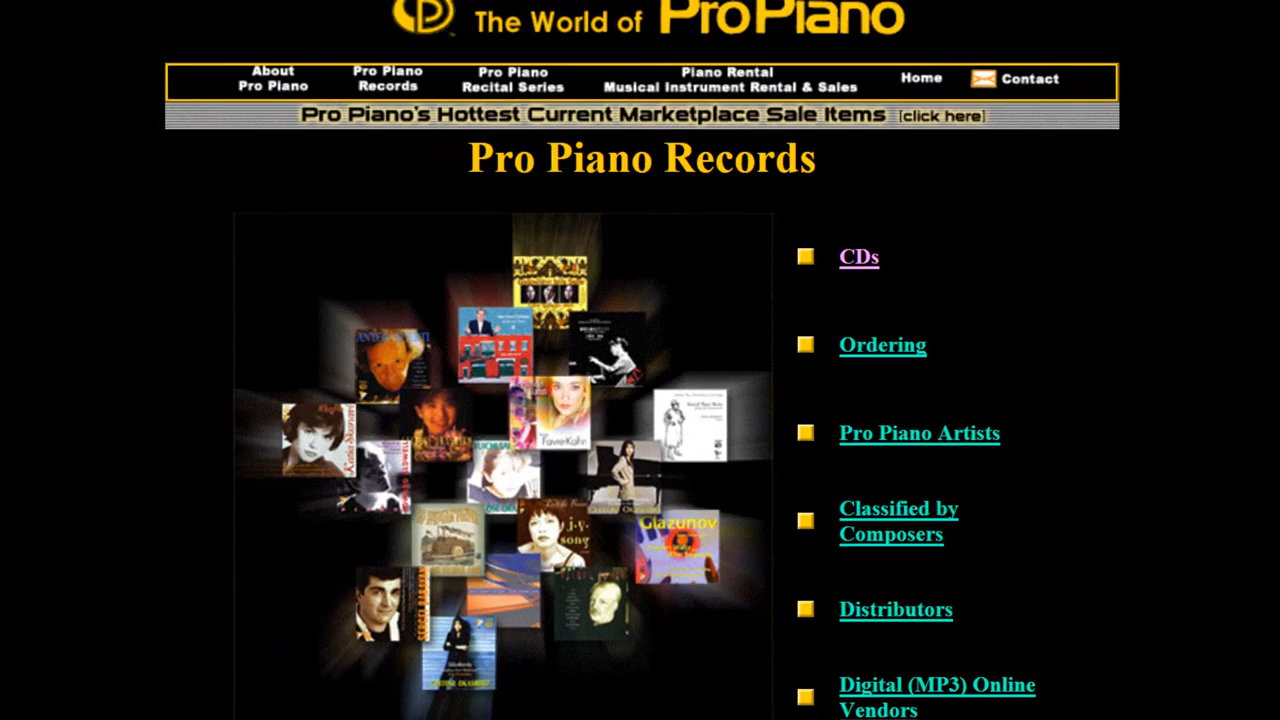 The World of ProPiano
About
Pro Piano
Pro Piano
Records
Pro Piano
Recital Series
Piano Rental
Musical Instrument Rental & Sales
Home
Contact
Pro Piano's Hottest Current Marketplace Sale Items [click here]
Pro Piano Records
CDs
Ordering
Pro Piano Artists
Classified by
Composers
Distributors
Digital (MP3) Online
Vendors
Favre-Kahn
j.y.
song
Glazunov